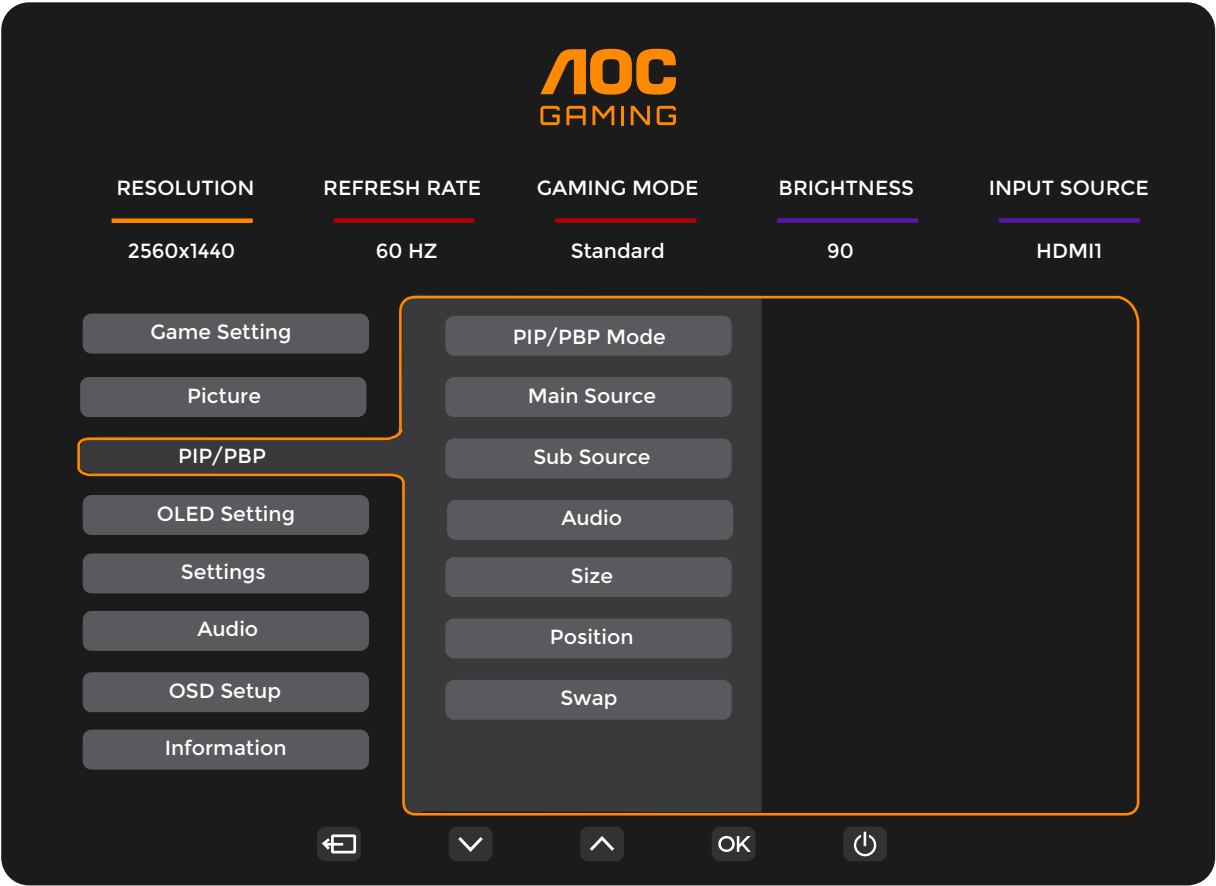 AOC
GAMING
RESOLUTION REFRESH RATE GAMING MODE BRIGHTNESS INPUT SOURCE
2560x1440 60 HZ Standard 90 HDMI1
Game Setting
Picture
PIP/PBP
OLED Setting
Settings
Audio
OSD Setup
Information
PIP/PBP Mode
Main Source
Sub Source
Audio
Size
Position
Swap
OK